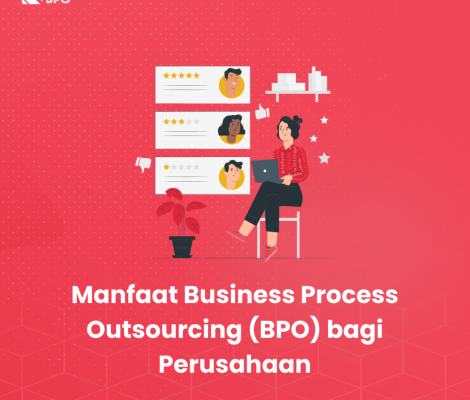 BPO
Manfaat Business Process
Outsourcing (BPO) bagi
Perusahaan